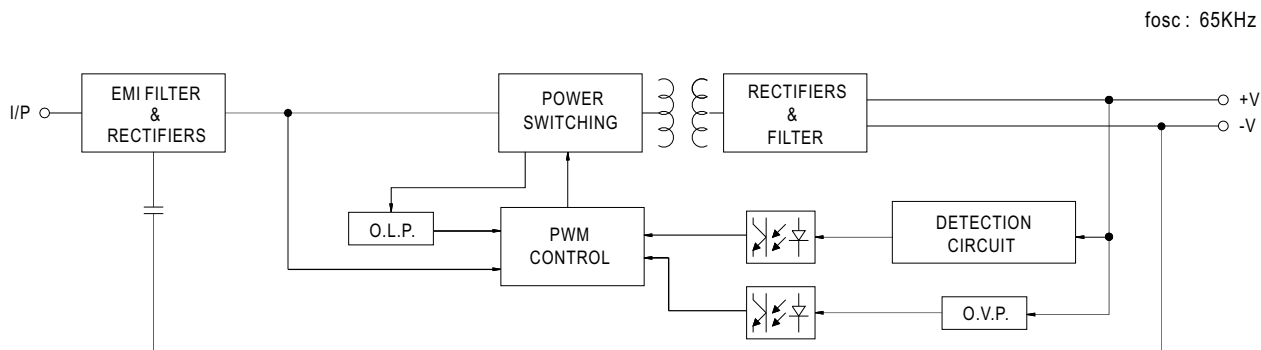 fosc : 65KHz
I/P
EMI FILTER
&
RECTIFIERS
POWER
SWITCHING
RECTIFIERS
&
FILTER
+V
-V
O.L.P.
PWM
CONTROL
DETECTION
CIRCUIT
O.V.P.